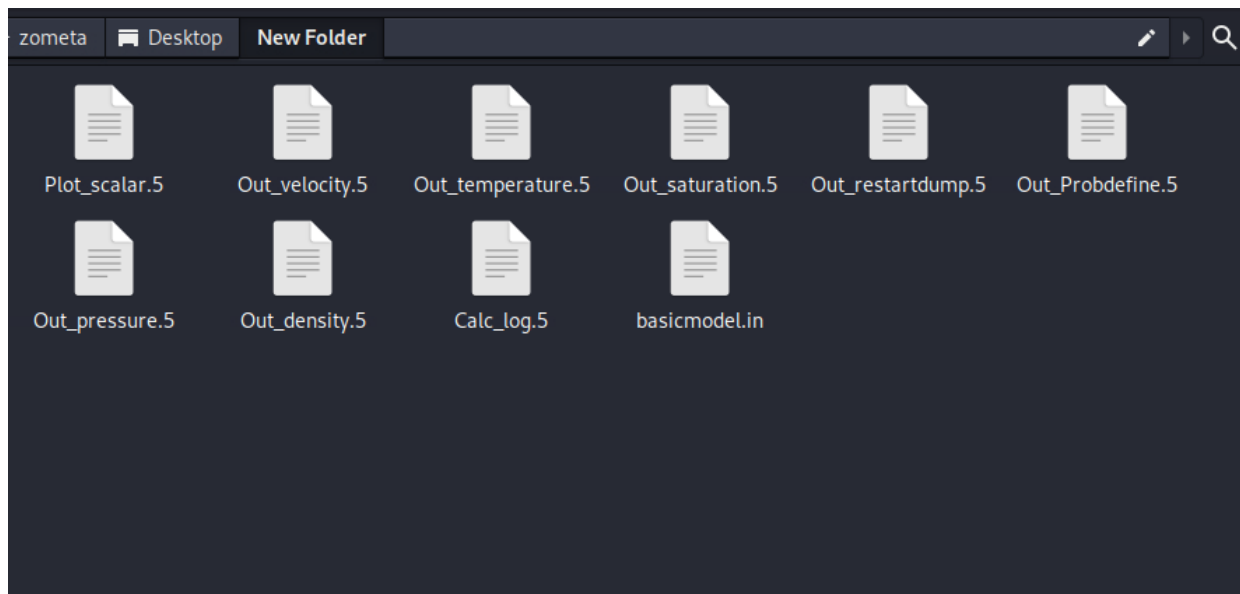 zometa Desktop New Folder
Plot_scalar.5 Out_velocity.5 Out_temperature.5 Out_saturation.5 Out_restartdump.5 Out_Probdefine.5
Out_pressure.5 Out_density.5 Calc_log.5 basicmodel.in